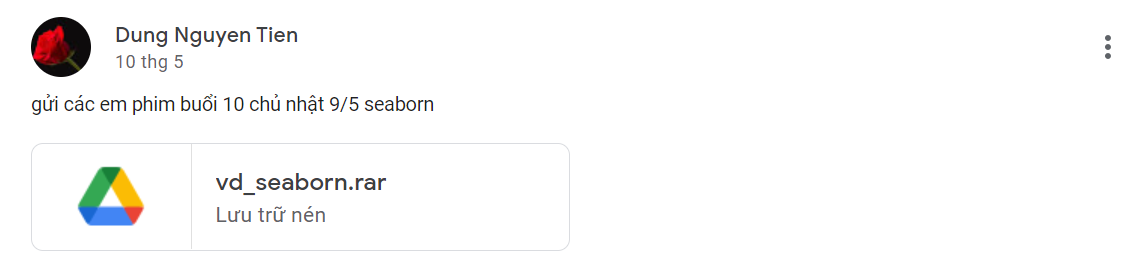 Dung Nguyen Tien
10 thg 5
gửi các em phim buổi 10 chủ nhật 9/5 seaborn
vd_seaborn.rar
Lưu trữ nén